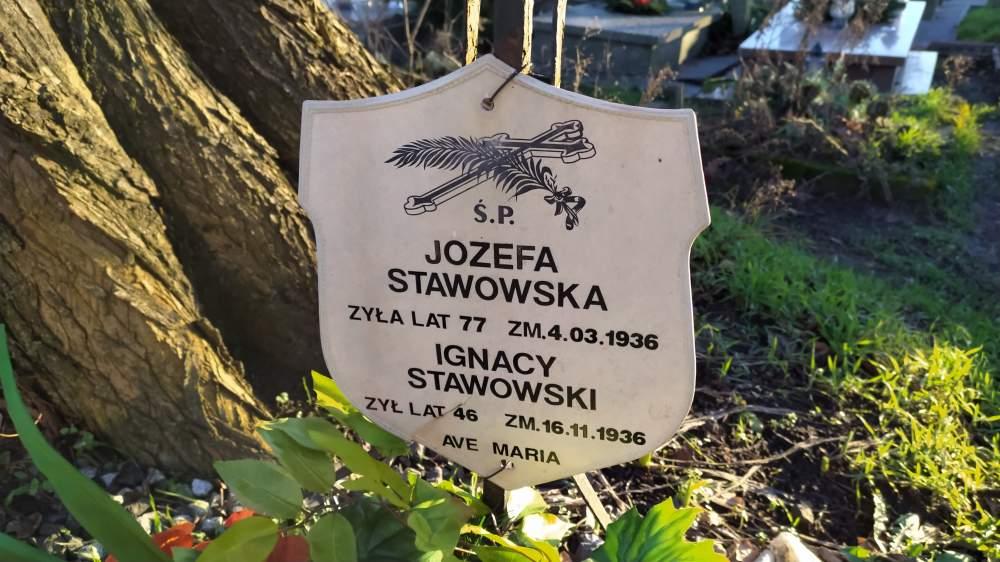 Ś.P.
JOZEFA
STAWOWSKA
ZYŁA LAT 77 ZM.4.03.1936
IGNACY
STAWOWSKI
ZYŁ LAT 46 ZM.16.11.1936
AVE MARIA